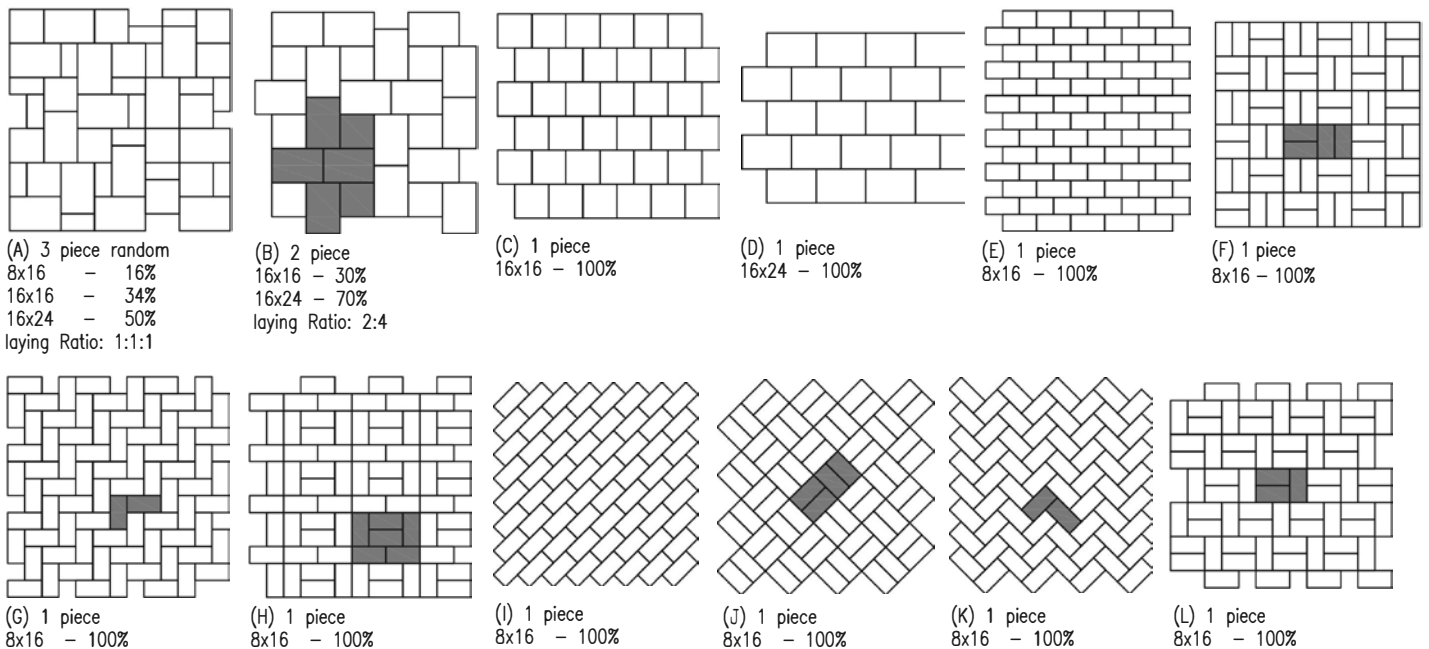 (A) 3 piece random
8x16 – 16%
16x16 – 34%
16x24 – 50%
laying Ratio: 1:1:1
(B) 2 piece
16x16 – 30%
16x24 – 70%
laying Ratio: 2:4
(C) 1 piece
16x16 – 100%
(D) 1 piece
16x24 – 100%
(E) 1 piece
8x16 – 100%
(F) 1 piece
8x16 – 100%
(G) 1 piece
8x16 – 100%
(H) 1 piece
8x16 – 100%
(I) 1 piece
8x16 – 100%
(J) 1 piece
8x16 – 100%
(K) 1 piece
8x16 – 100%
(L) 1 piece
8x16 – 100%